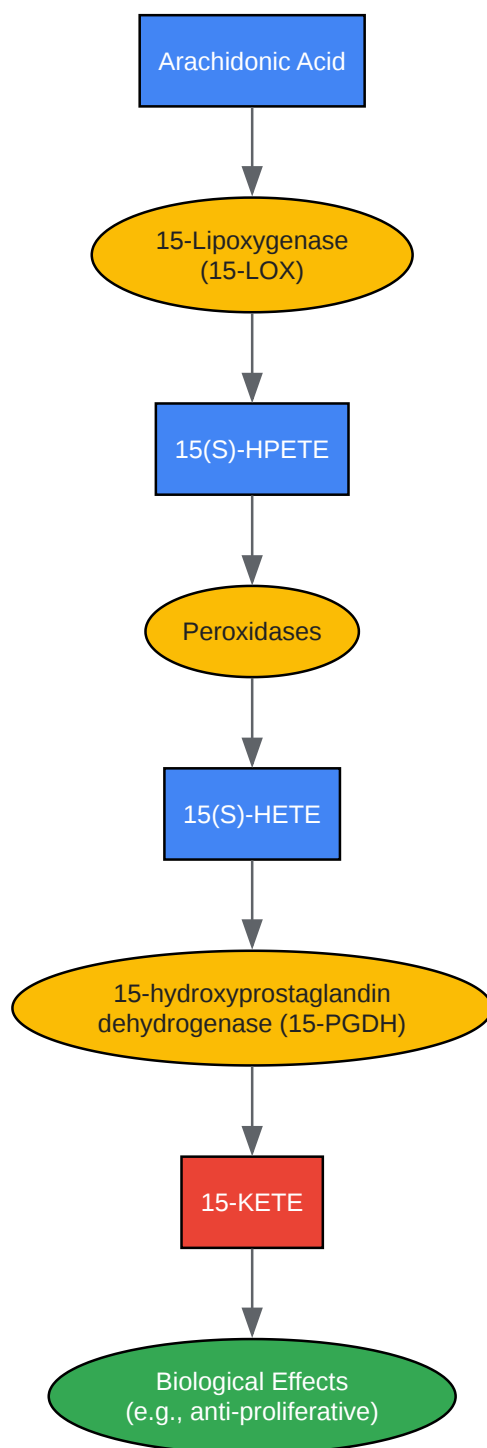 Arachidonic Acid
15-Lipoxygenase
(15-LOX)
15(S)-HPETE
Peroxidases
15(S)-HETE
15-hydroxyprostaglandin
dehydrogenase (15-PGDH)
15-KETE
Biological Effects
(e.g., anti-proliferative)